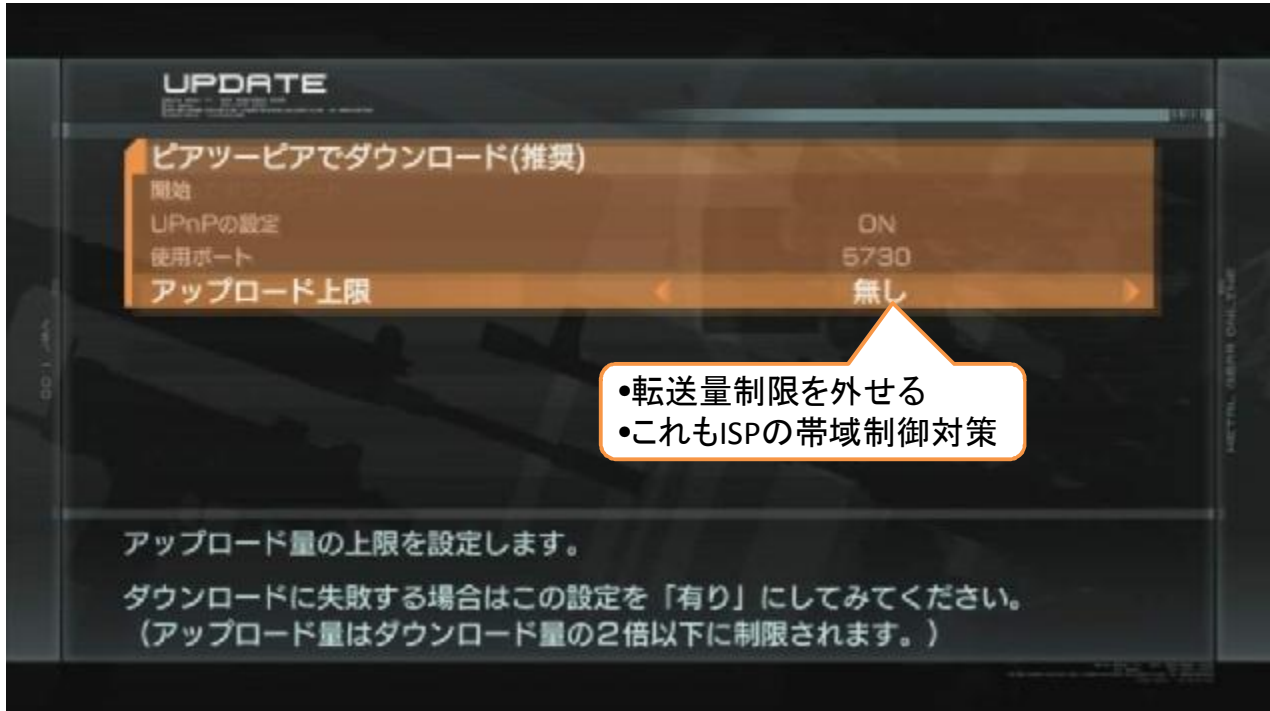 UPDATE
ピアツーピアでダウンロード(推奨)
開始
UPnPの設定 ON
使用ポート 5730
アップロード上限 無し
•転送量制限を外せる
•これもISPの帯域制御対策
アップロード量の上限を設定します。
ダウンロードに失敗する場合はこの設定を「有り」にしてみてください。
(アップロード量はダウンロード量の2倍以下に制限されます。)
ver 1.00
METAL GEAR ONLINE